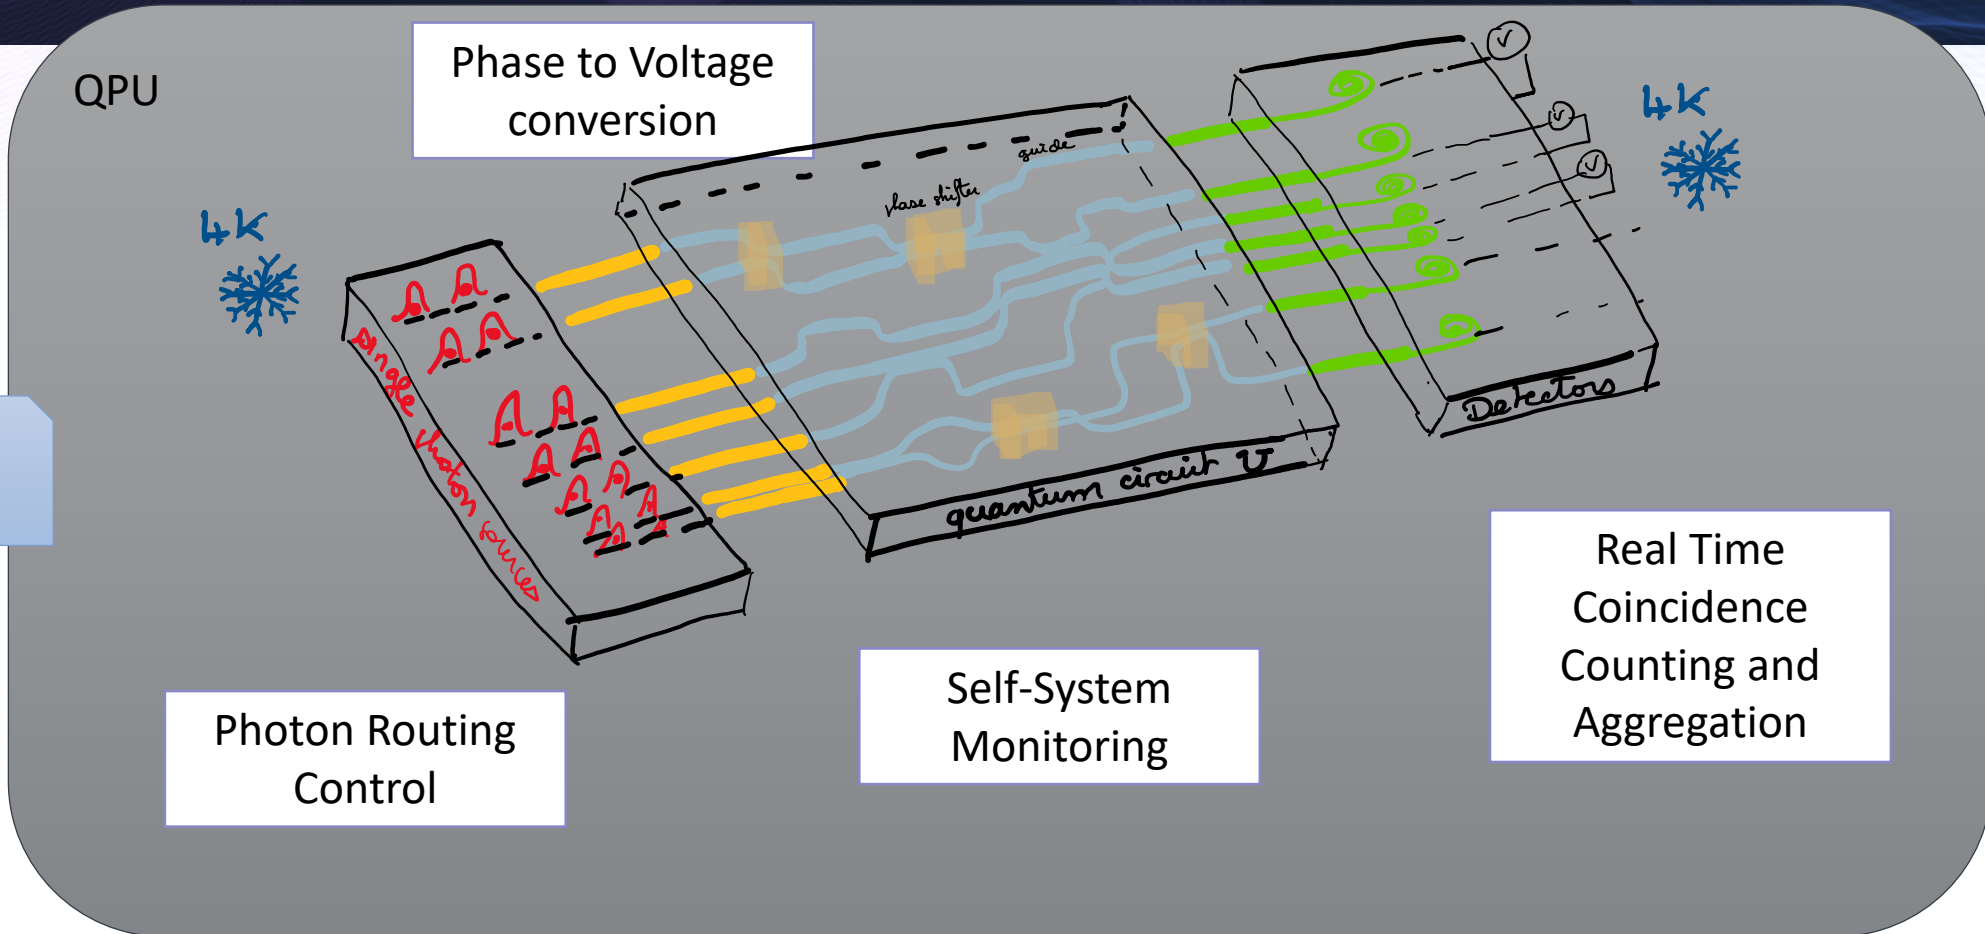 QPU
Phase to Voltage
conversion
4K
4K
guide
phase shifter
V
V
V
single photon sources
quantum circuit U
Detectors
Photon Routing
Control
Self-System
Monitoring
Real Time
Coincidence
Counting and
Aggregation